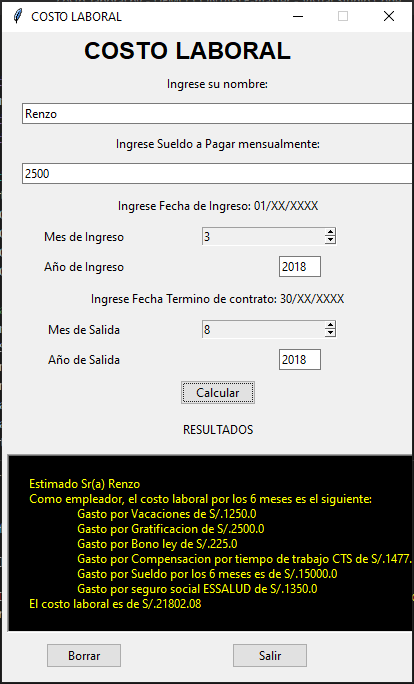 COSTO LABORAL
COSTO LABORAL
Ingrese su nombre:
Renzo
Ingrese Sueldo a Pagar mensualmente:
2500
Ingrese Fecha de Ingreso: 01/XX/XXXX
Mes de Ingreso 3
Año de Ingreso 2018
Ingrese Fecha Termino de contrato: 30/XX/XXXX
Mes de Salida 8
Año de Salida 2018
Calcular
RESULTADOS
Estimado Sr(a) Renzo
Como empleador, el costo laboral por los 6 meses es el siguiente:
Gasto por Vacaciones de S/.1250.0
Gasto por Gratificacion de S/.2500.0
Gasto por Bono ley de S/.225.0
Gasto por Compensacion por tiempo de trabajo CTS de S/.1477.
Gasto por Sueldo por los 6 meses es de S/.15000.0
Gasto por seguro social ESSALUD de S/.1350.0
El costo laboral es de S/.21802.08
Borrar Salir